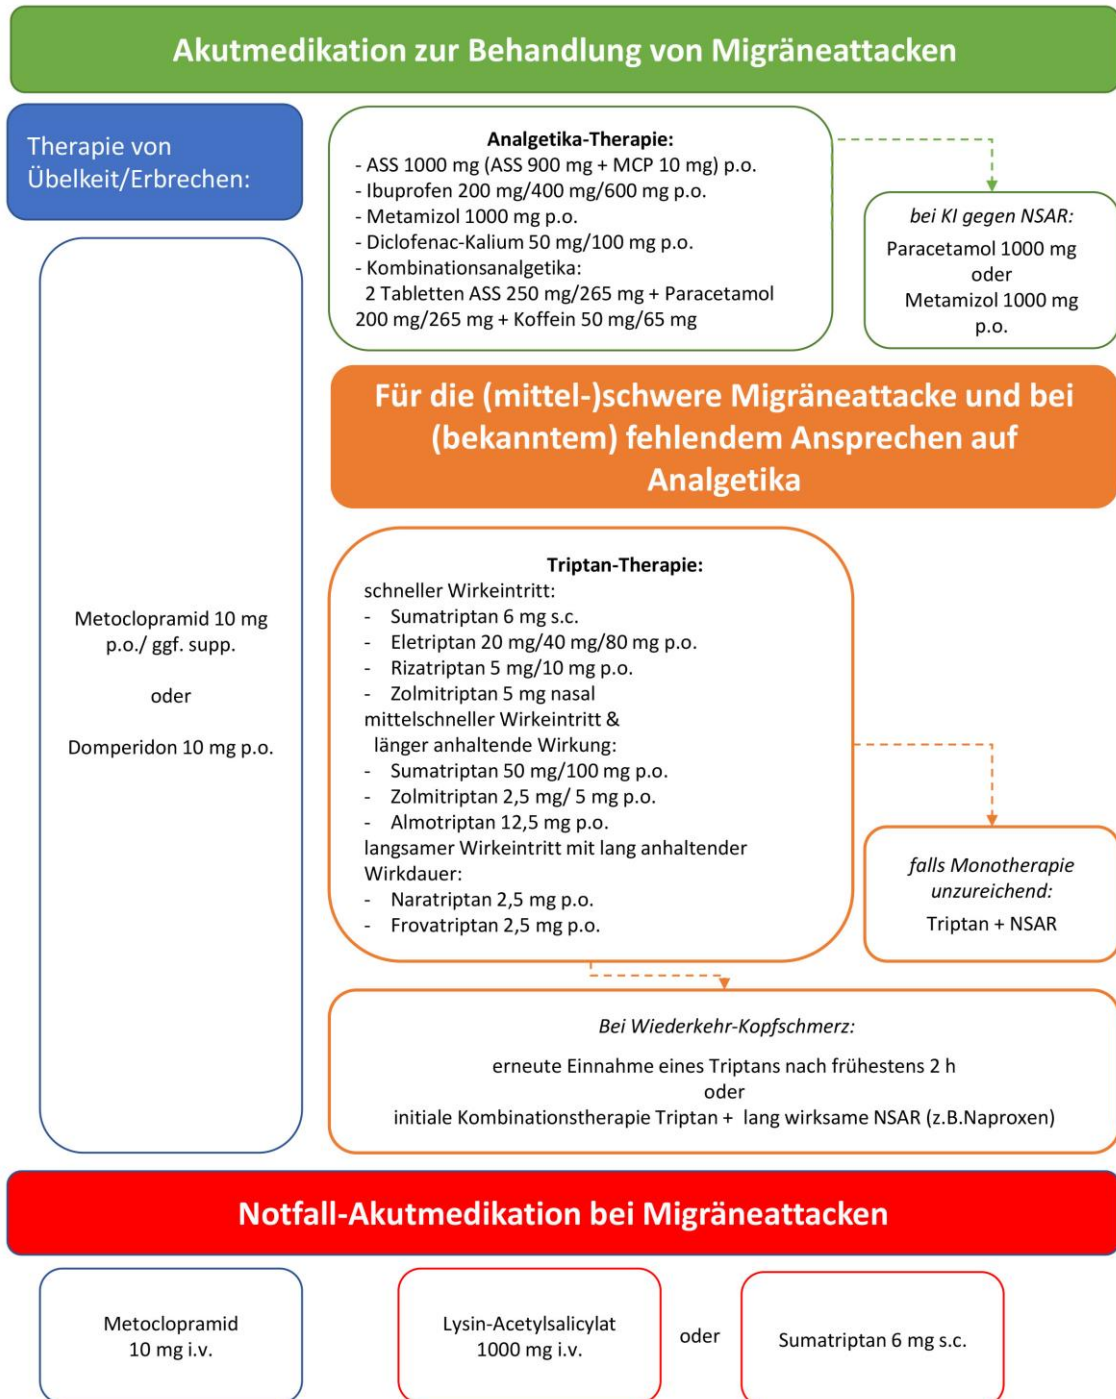 Akutmedikation zur Behandlung von Migräneattacken
Therapie von
Übelkeit/Erbrechen:
Metoclopramid 10 mg
p.o./ ggf. supp.
oder
Domperidon 10 mg p.o.
Analgetika-Therapie:
- ASS 1000 mg (ASS 900 mg + MCP 10 mg) p.o.
- Ibuprofen 200 mg/400 mg/600 mg p.o.
- Metamizol 1000 mg p.o.
- Diclofenac-Kalium 50 mg/100 mg p.o.
- Kombinationsanalgetika:
2 Tabletten ASS 250 mg/265 mg + Paracetamol
200 mg/265 mg + Koffein 50 mg/65 mg
bei KI gegen NSAR:
Paracetamol 1000 mg
oder
Metamizol 1000 mg
p.o.
Für die (mittel-)schwere Migräneattacke und bei
(bekanntem) fehlendem Ansprechen auf
Analgetika
Triptan-Therapie:
schneller Wirkeintritt:
- Sumatriptan 6 mg s.c.
- Eletriptan 20 mg/40 mg/80 mg p.o.
- Rizatriptan 5 mg/10 mg p.o.
- Zolmitriptan 5 mg nasal
mittelschneller Wirkeintritt &
länger anhaltende Wirkung:
- Sumatriptan 50 mg/100 mg p.o.
- Zolmitriptan 2,5 mg/ 5 mg p.o.
- Almotriptan 12,5 mg p.o.
langsamer Wirkeintritt mit lang anhaltender
Wirkdauer:
- Naratriptan 2,5 mg p.o.
- Frovatriptan 2,5 mg p.o.
falls Monotherapie
unzureichend:
Triptan + NSAR
Bei Wiederkehr-Kopfschmerz:
erneute Einnahme eines Triptans nach frühestens 2 h
oder
initiale Kombinationstherapie Triptan + lang wirksame NSAR (z.B.Naproxen)
Notfall-Akutmedikation bei Migräneattacken
Metoclopramid
10 mg i.v.
Lysin-Acetylsalicylat
1000 mg i.v.
oder
Sumatriptan 6 mg s.c.